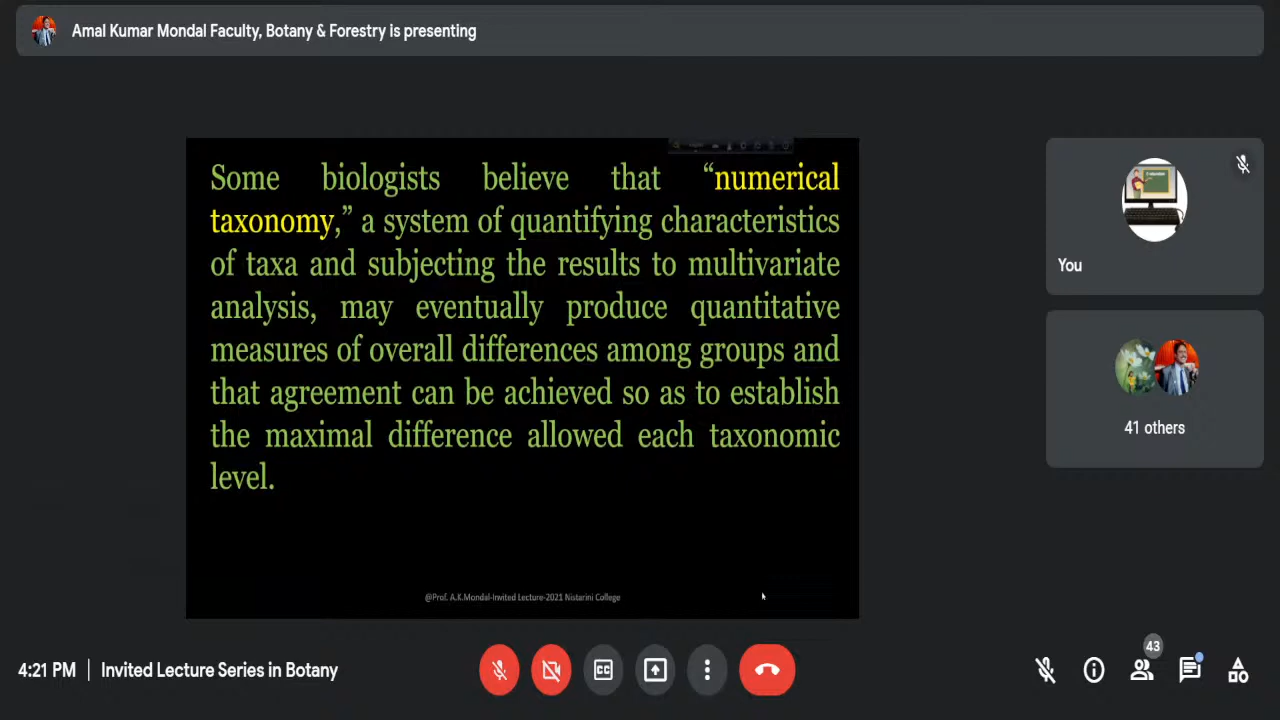 Amal Kumar Mondal Faculty, Botany & Forestry is presenting
Some biologists believe that “numerical
taxonomy,” a system of quantifying characteristics
of taxa and subjecting the results to multivariate
analysis, may eventually produce quantitative
measures of overall differences among groups and
that agreement can be achieved so as to establish
the maximal difference allowed each taxonomic
level.
@Prof. A.K.Mondal-Invited Lecture-2021 Nistarini College
You
41 others
4:21 PM | Invited Lecture Series in Botany
CC
43